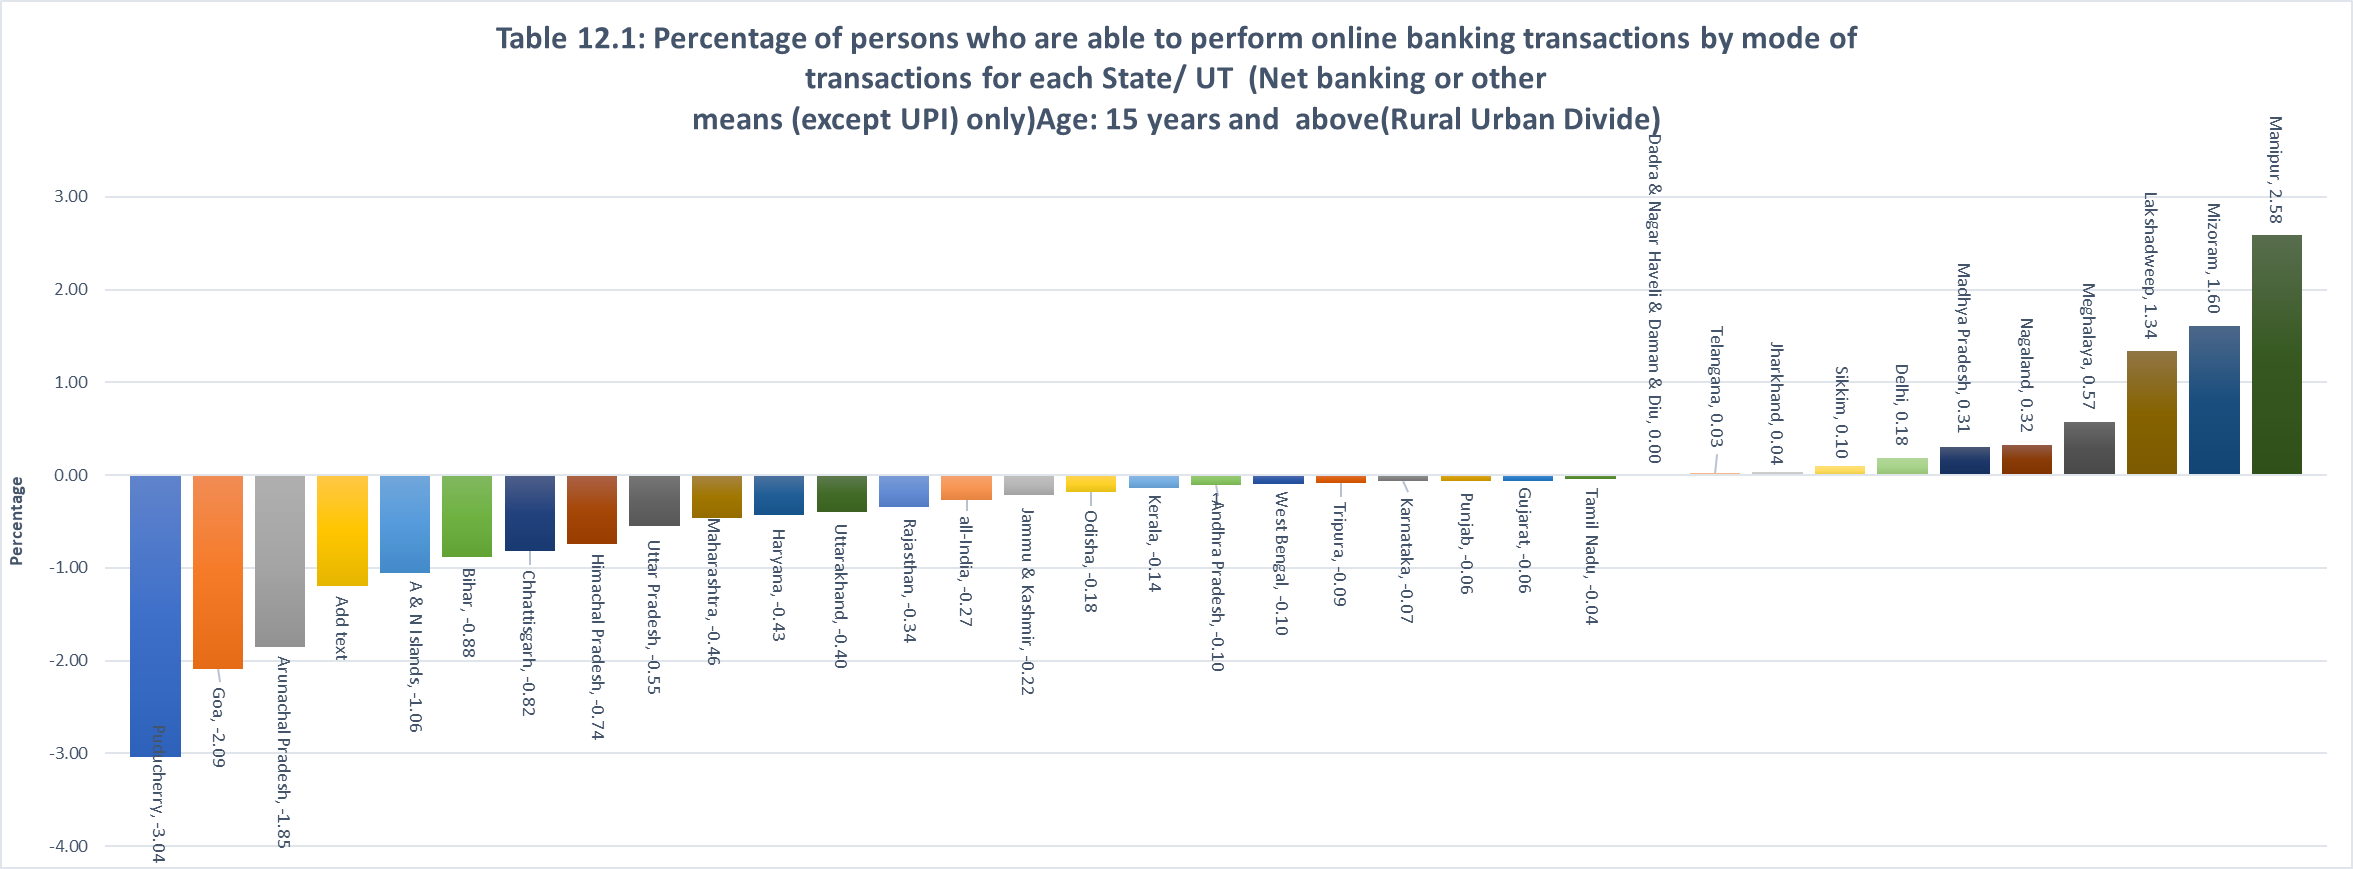 Table 12.1: Percentage of persons who are able to perform online banking transactions by mode of
transactions for each State/ UT  (Net banking or other
means (except UPI) only)Age: 15 years and  above(Rural Urban Divide)
Percentage
3.00
2.00
1.00
0.00
-1.00
-2.00
-3.00
-4.00
Puducherry, -3.04
Goa, -2.09
Arunachal Pradesh, -1.85
Add text
A & N Islands, -1.06
Bihar, -0.88
Chhattisgarh, -0.82
Himachal Pradesh, -0.74
Uttar Pradesh, -0.55
Maharashtra, -0.46
Haryana, -0.43
Uttarakhand, -0.40
Rajasthan, -0.34
all-India, -0.27
Jammu & Kashmir, -0.22
Odisha, -0.18
Kerala, -0.14
Andhra Pradesh, -0.10
West Bengal, -0.10
Tripura, -0.09
Karnataka, -0.07
Punjab, -0.06
Gujarat, -0.06
Tamil Nadu, -0.04
Dadra & Nagar Haveli & Daman & Diu, 0.00
Telangana, 0.03
Jharkhand, 0.04
Sikkim, 0.10
Delhi, 0.18
Madhya Pradesh, 0.31
Nagaland, 0.32
Meghalaya, 0.57
Lakshadweep, 1.34
Mizoram, 1.60
Manipur, 2.58